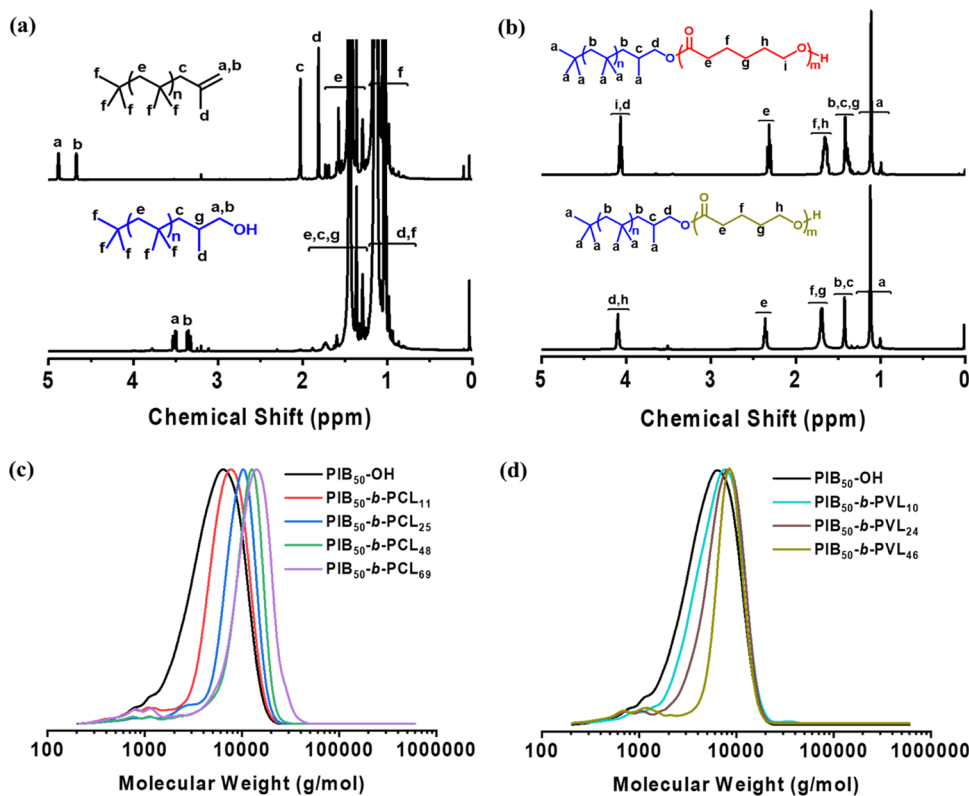 (a)
d
a,b
e
c
f
n
f
f
f
f
d
e
f
c
a
b
a,b
e
c
g
f
OH
n
f
f
f
f
d
e,c,g
d,f
a
b
5
4
3
2
1
0
Chemical Shift (ppm)
(b)
a
b
b
d
O
f
h
O
H
c
O
m
a
n
a
a
a
a
a
e
g
i
i,d
e
f,h
b,c,g
a
a
b
b
d
O
f
h
H
c
O
O
m
a
n
a
a
a
a
a
e
g
d,h
e
f,g
b,c
a
5
4
3
2
1
0
Chemical Shift (ppm)
(c)
PIB50-OH
PIB50-b-PCL11
PIB50-b-PCL25
PIB50-b-PCL48
PIB50-b-PCL69
100
1000
10000
100000
1000000
Molecular Weight (g/mol)
(d)
PIB50-OH
PIB50-b-PVL10
PIB50-b-PVL24
PIB50-b-PVL46
100
1000
10000
100000
1000000
Molecular Weight (g/mol)